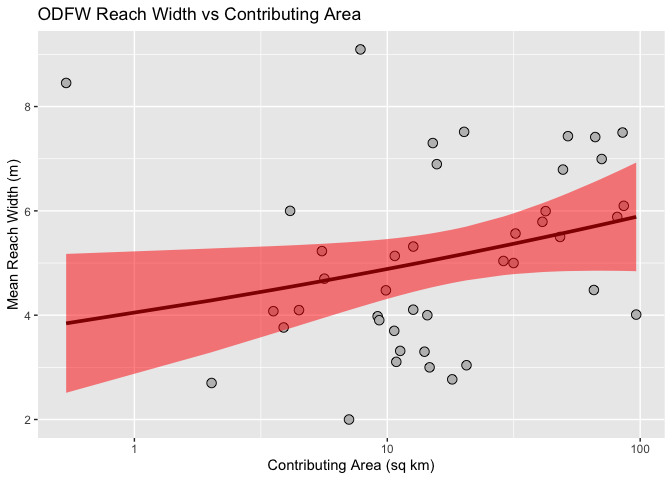 ODFW Reach Width vs Contributing Area
Mean Reach Width (m)
8
6
4
2
1
10
100
Contributing Area (sq km)